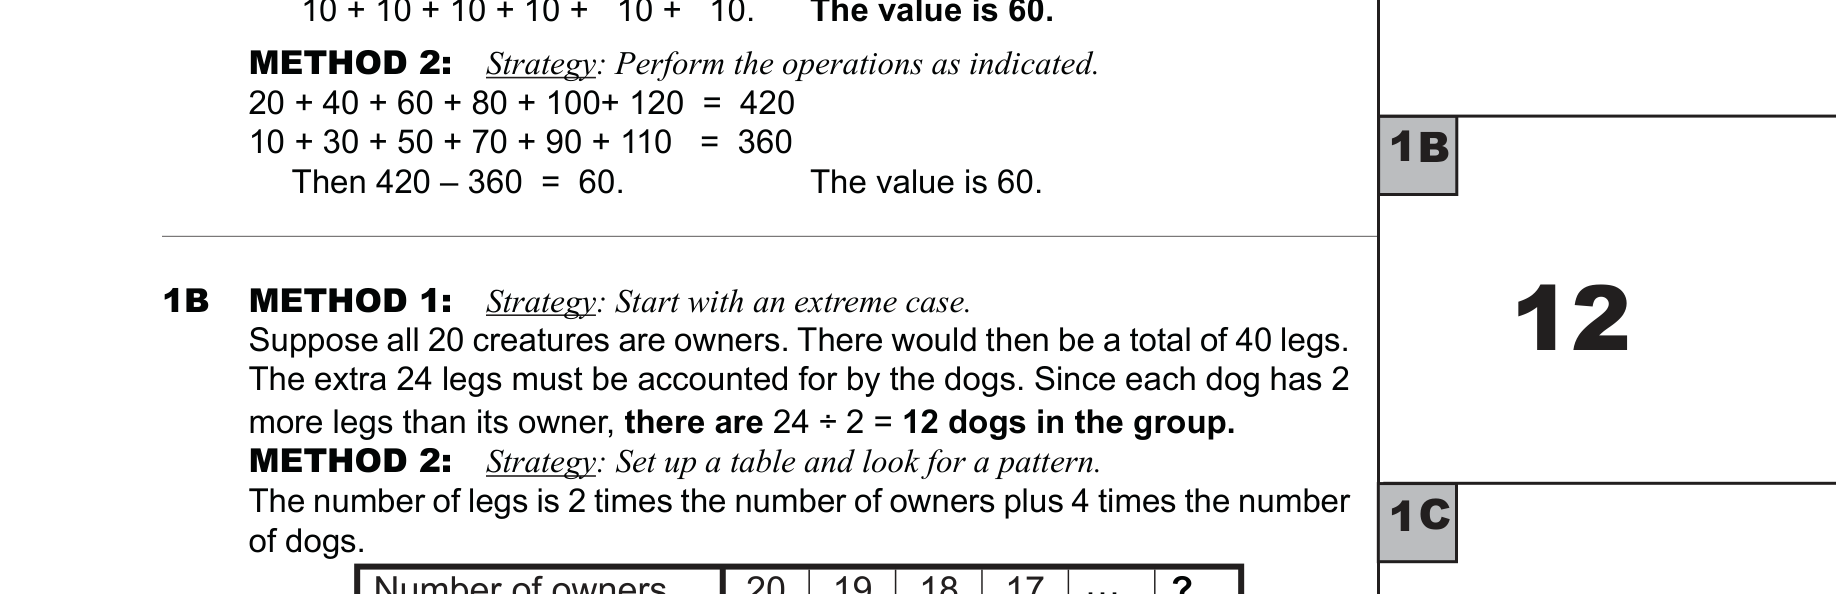 10 + 10 + 10 + 10 + 10 + 10. The value is 60.
METHOD 2: Strategy: Perform the operations as indicated.
20 + 40 + 60 + 80 + 100+ 120 = 420
10 + 30 + 50 + 70 + 90 + 110 = 360
Then 420 – 360 = 60. The value is 60.
1B METHOD 1: Strategy: Start with an extreme case.
Suppose all 20 creatures are owners. There would then be a total of 40 legs.
The extra 24 legs must be accounted for by the dogs. Since each dog has 2
more legs than its owner, there are 24 ÷ 2 = 12 dogs in the group.
METHOD 2: Strategy: Set up a table and look for a pattern.
The number of legs is 2 times the number of owners plus 4 times the number
of dogs.
Number of owners 20 19 18 17 ... ?
1B
12
1C